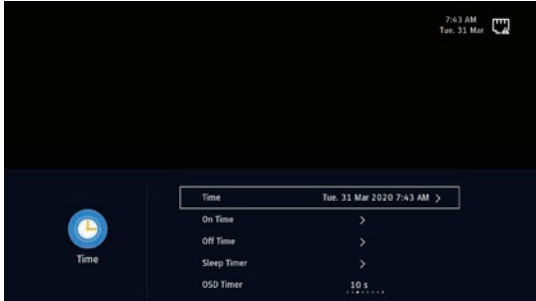 7:43 AM
Tue. 31 Mar
Time
Time Tue. 31 Mar 2020 7:43 AM >
On Time >
Off Time >
Sleep Timer >
OSD Timer 10 s